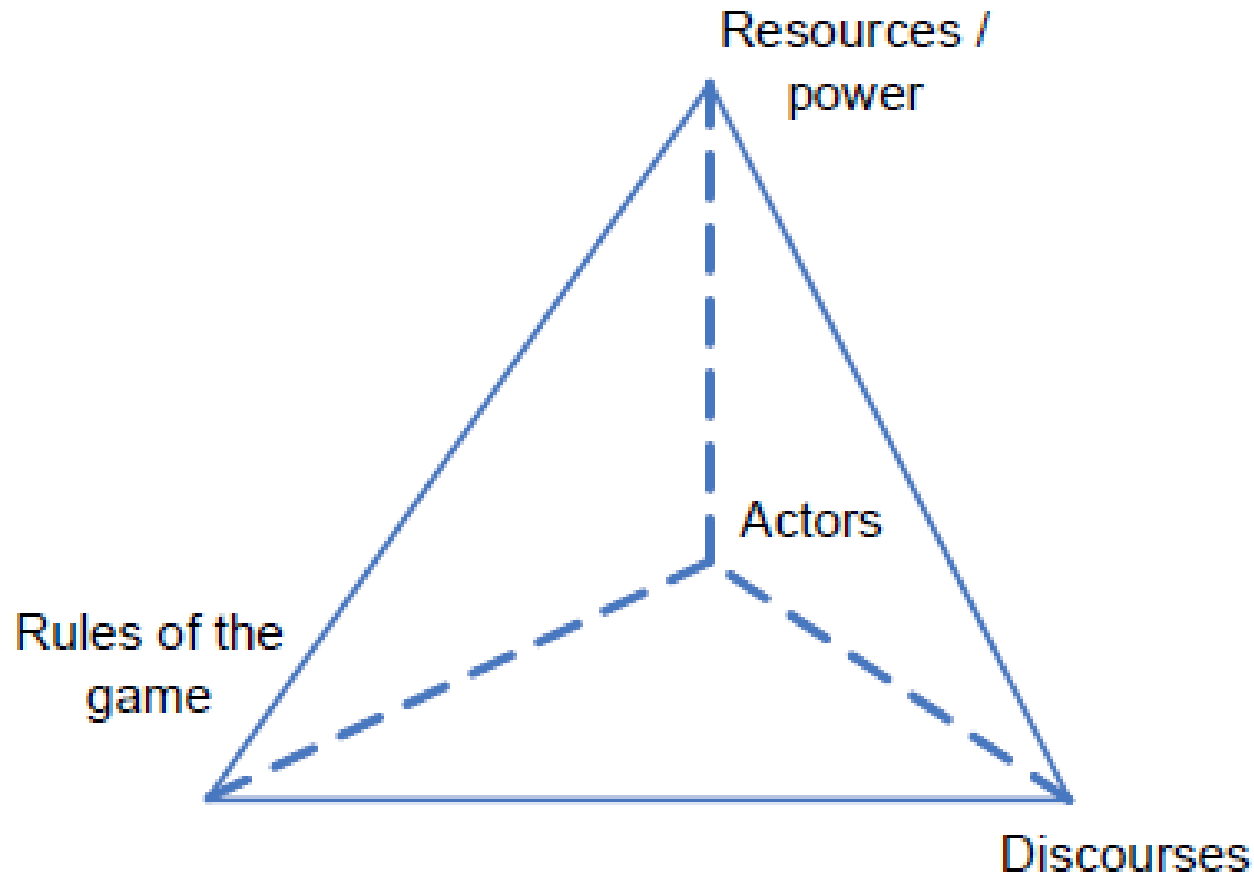 Resources /
power
Actors
Rules of the
game
Discourses